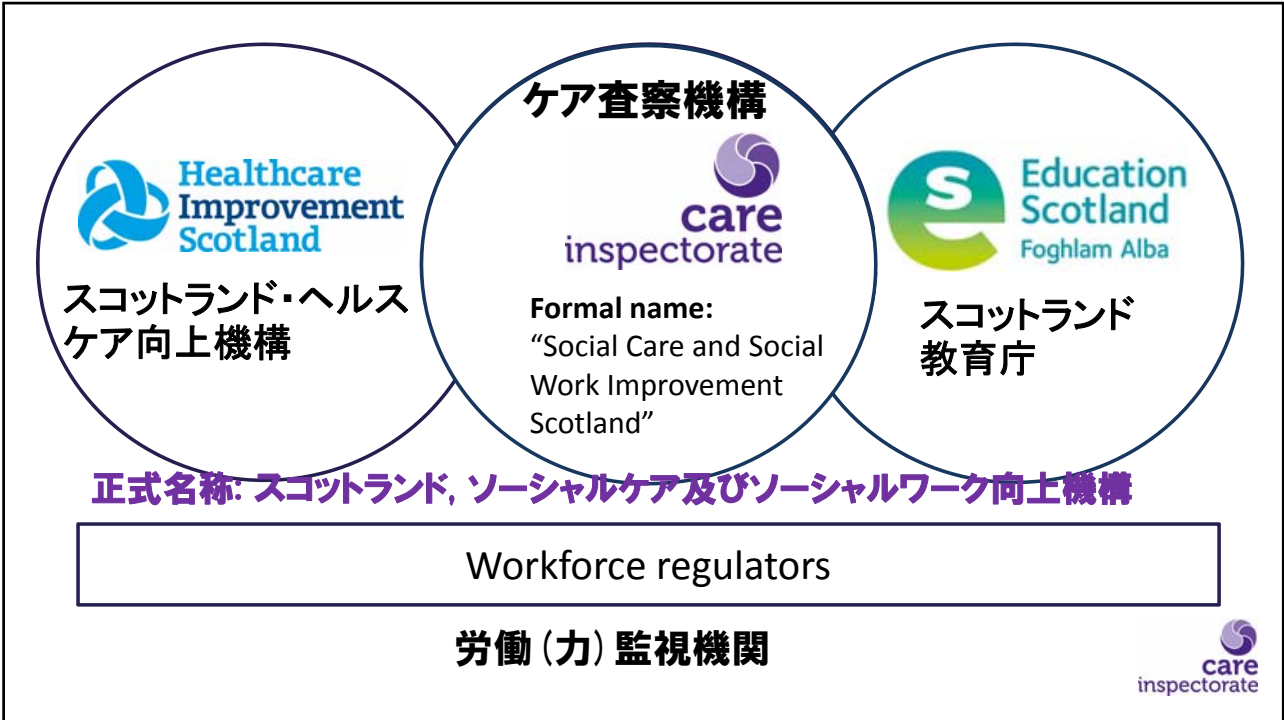 ケア査察機構
Healthcare
Improvement
Scotland
スコットランド・ヘルス
ケア向上機構
care
inspectorate
Formal name:
“Social Care and Social
Work Improvement
Scotland”
Education
Scotland
Foghlam Alba
スコットランド
教育庁
正式名称: スコットランド, ソーシャルケア及びソーシャルワーク向上機構
Workforce regulators
労働(力)監視機関
care
inspectorate